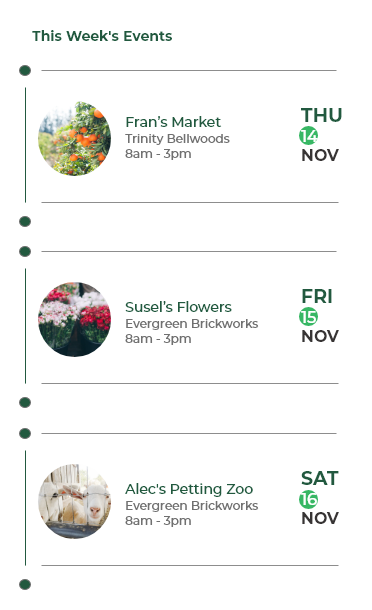 This Week's Events
Fran's Market
Trinity Bellwoods
8am - 3pm
THU
14
NOV
Susel's Flowers
Evergreen Brickworks
8am - 3pm
FRI
15
NOV
Alec's Petting Zoo
Evergreen Brickworks
8am - 3pm
SAT
16
NOV